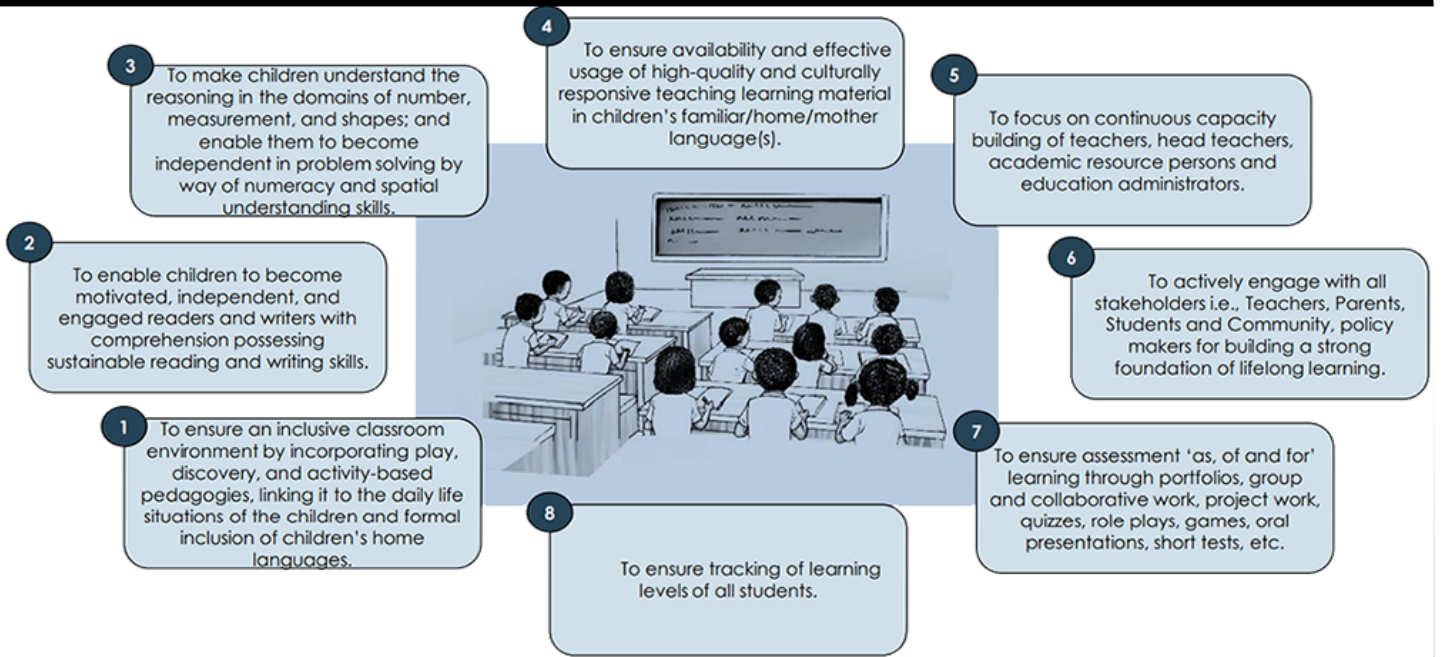 1
To ensure an inclusive classroom
environment by incorporating play,
discovery, and activity-based
pedagogies, linking it to the daily life
situations of the children and formal
inclusion of children's home
languages.
2
To enable children to become
motivated, independent, and
engaged readers and writers with
comprehension possessing
sustainable reading and writing skills.
3
To make children understand the
reasoning in the domains of number,
measurement, and shapes; and
enable them to become
independent in problem solving by
way of numeracy and spatial
understanding skills.
4
To ensure availability and effective
usage of high-quality and culturally
responsive teaching learning material
in children's familiar/home/mother
language(s).
5
To focus on continuous capacity
building of teachers, head teachers,
academic resource persons and
education administrators.
6
To actively engage with all
stakeholders i.e., Teachers, Parents,
Students and Community, policy
makers for building a strong
foundation of lifelong learning.
7
To ensure assessment 'as, of and for'
learning through portfolios, group
and collaborative work, project work,
quizzes, role plays, games, oral
presentations, short tests, etc.
8
To ensure tracking of learning
levels of all students.